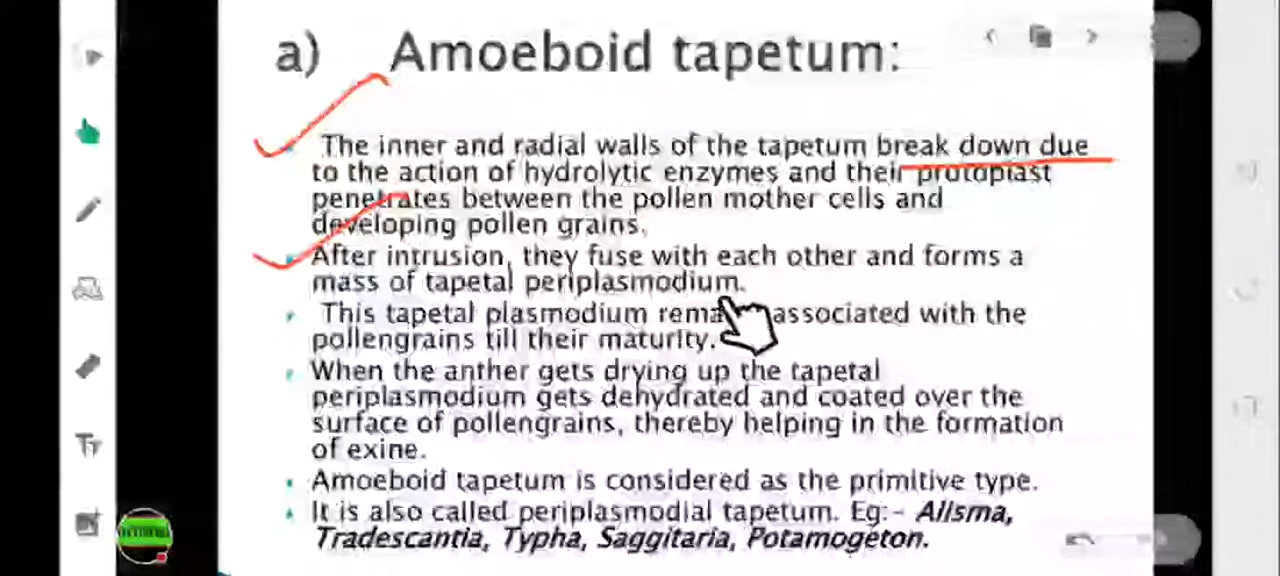 a) Amoeboid tapetum:
The inner and radial walls of the tapetum break down due
to the action of hydrolytic enzymes and their protoplast
penetrates between the pollen mother cells and
developing pollen grains.
After intrusion, they fuse with each other and forms a
mass of tapetal periplasmodium.
This tapetal plasmodium rema associated with the
pollengrains till their maturity.
When the anther gets drying up the tapetal
periplasmodium gets dehydrated and coated over the
surface of pollengrains, thereby helping in the formation
of exine.
Amoeboid tapetum is considered as the primitive type.
It is also called periplasmodial tapetum. Eg:- Alisma,
Tradescantia, Typha, Saggitaria, Potamogeton.